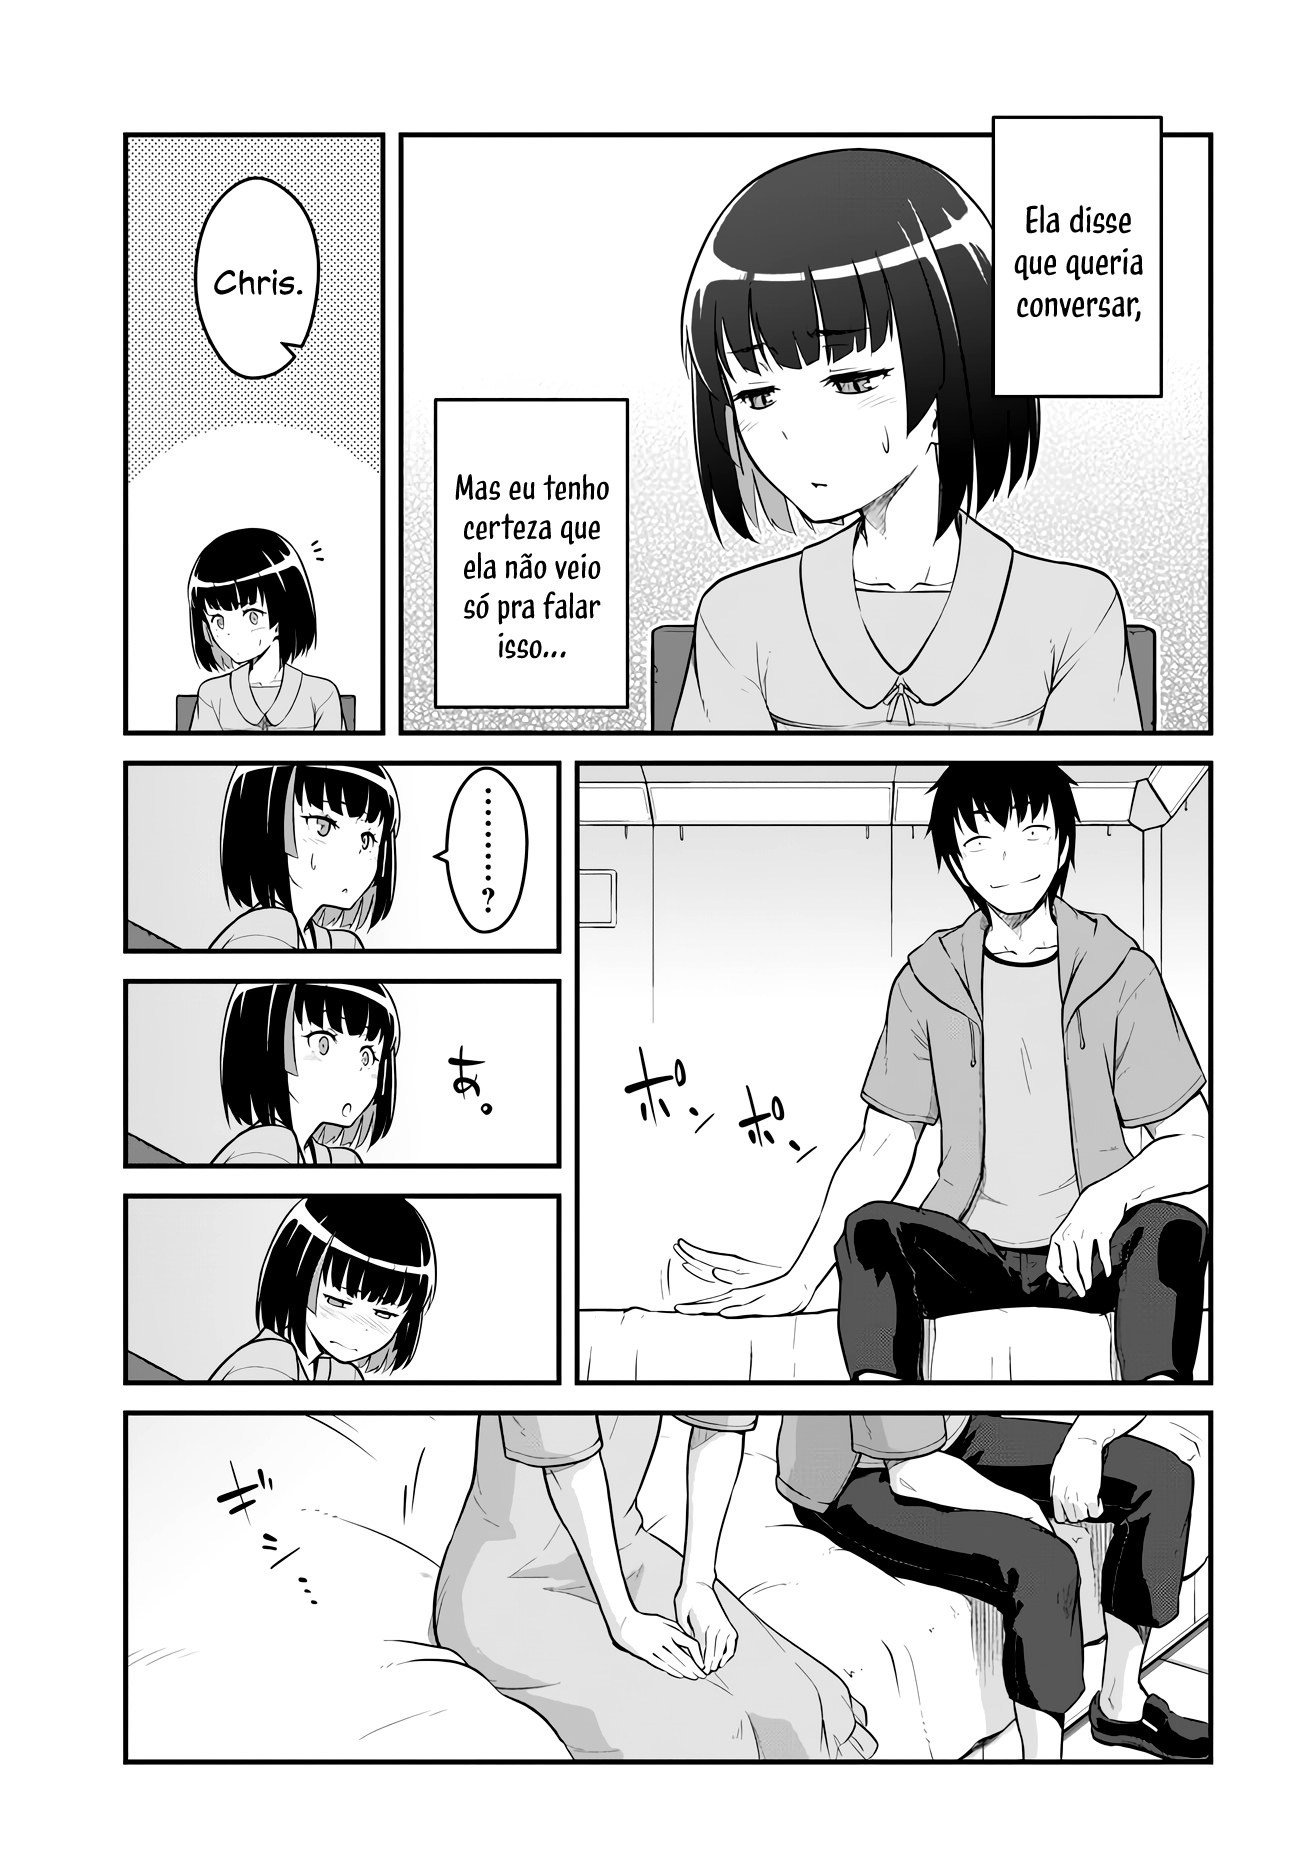 Ela disse
que queria
conversar,
Mas eu tenho
certeza que
ela não veio
só pra falar
isso...
Chris.
ポン
ポン
………?
あ。
ギシ…